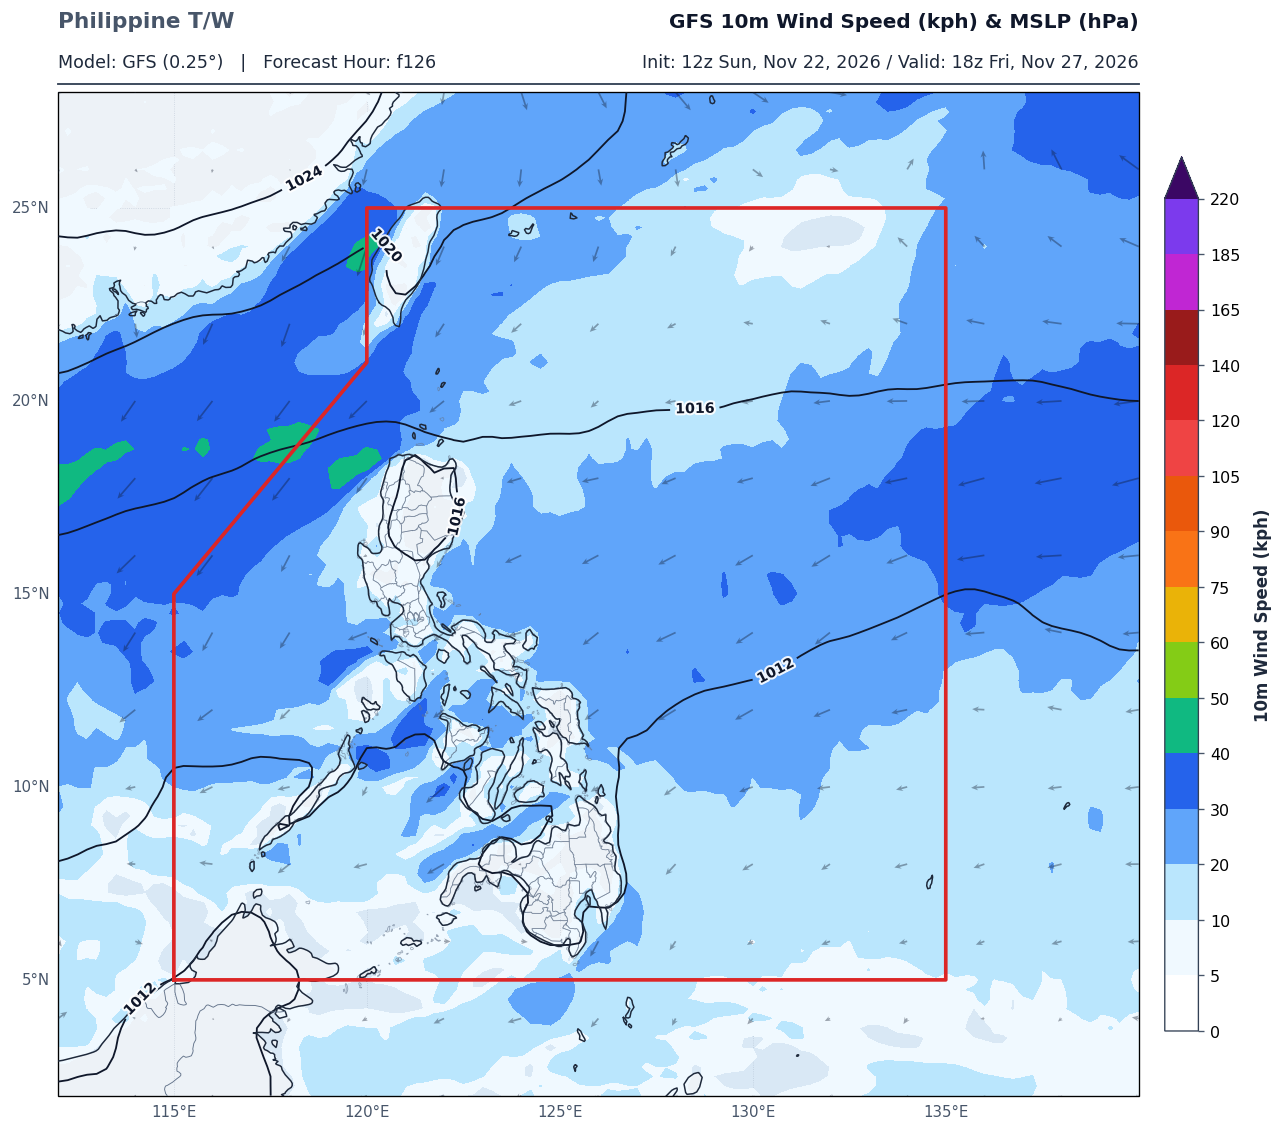 Philippine T/W
GFS 10m Wind Speed (kph) & MSLP (hPa)
Model: GFS (0.25°) | Forecast Hour: f126
Init: 12z Sun, Nov 22, 2026 / Valid: 18z Fri, Nov 27, 2026
1024
1020
1016
1016
1012
1012
25°N
20°N
15°N
10°N
5°N
115°E
120°E
125°E
130°E
135°E
220
185
165
140
120
105
90
75
60
50
40
30
20
10
5
0
10m Wind Speed (kph)